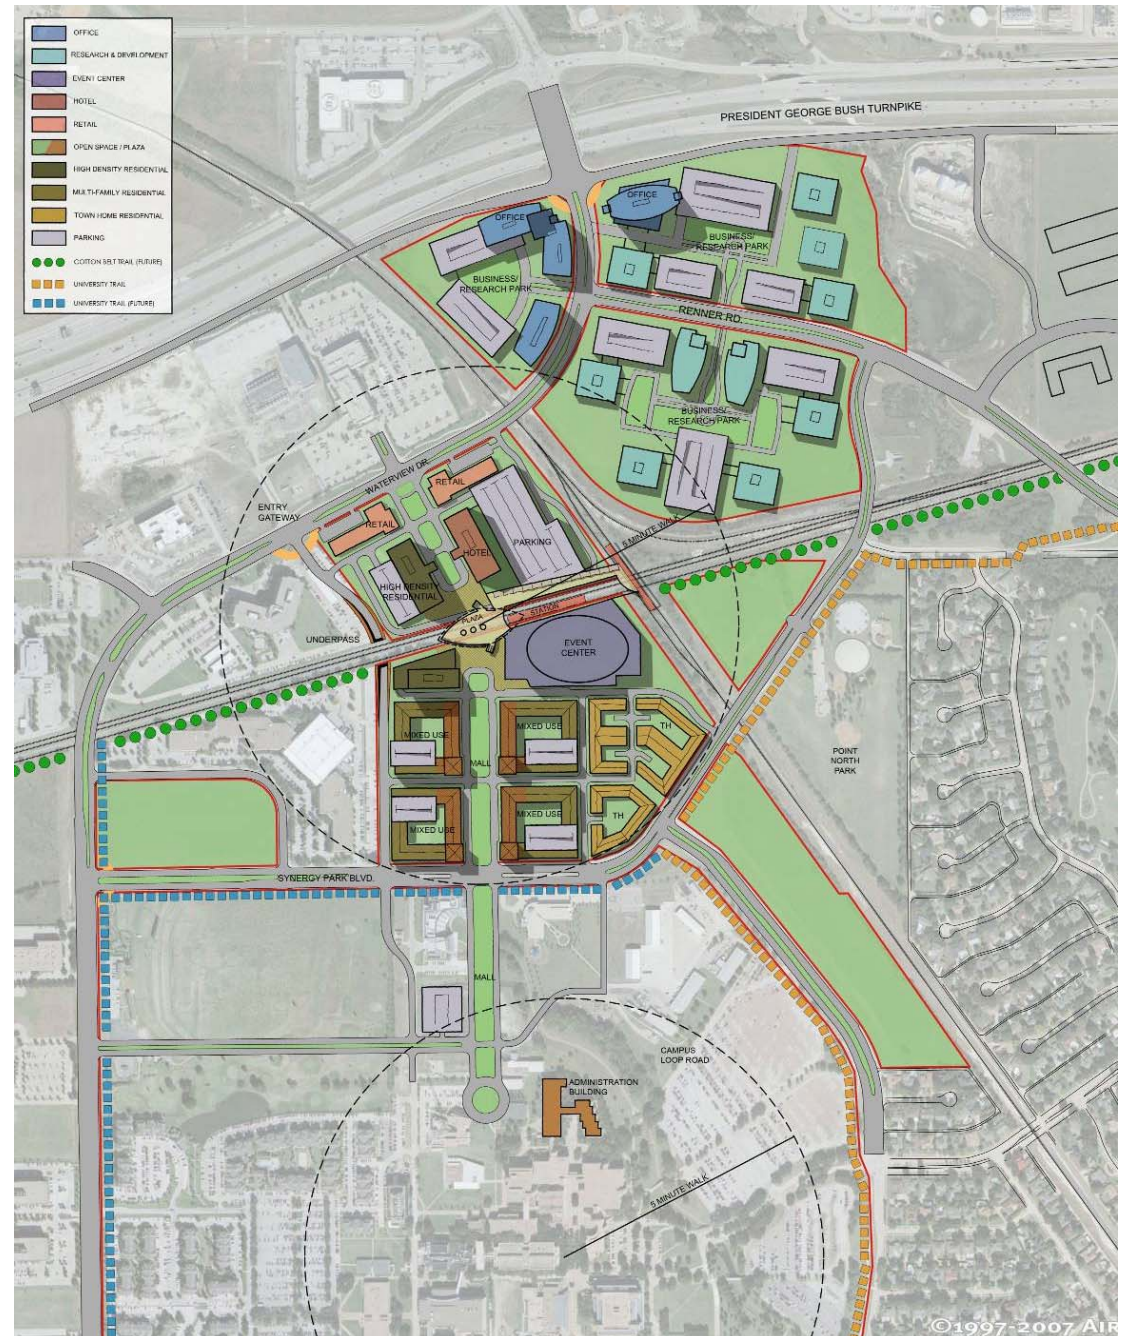 OFFICE
RESEARCH & DEVELOPMENT
EVENT CENTER
HOTEL
RETAIL
OPEN SPACE / PLAZA
HIGH DENSITY RESIDENTIAL
MULTI-FAMILY RESIDENTIAL
TOWN HOME RESIDENTIAL
PARKING
COTTON BELT TRAIL (FUTURE)
UNIVERSITY TRAIL
UNIVERSITY TRAIL (FUTURE)
PRESIDENT GEORGE BUSH TURNPIKE
OFFICE
OFFICE
BUSINESS/
RESEARCH PARK
BUSINESS/
RESEARCH PARK
RENNER RD.
BUSINESS/
RESEARCH PARK
WATERVIEW DR.
RETAIL
RETAIL
ENTRY
GATEWAY
PARKING
HOTEL
5 MINUTE WALK
HIGH DENSITY
RESIDENTIAL
PLAZA
STATION
UNDERPASS
EVENT
CENTER
MIXED USE
MIXED USE
TH
MALL
POINT
NORTH
PARK
MIXED USE
MIXED USE
TH
SYNERGY PARK BLVD.
MALL
CAMPUS
LOOP ROAD
ADMINISTRATION
BUILDING
5 MINUTE WALK
©1997-2007 AIR